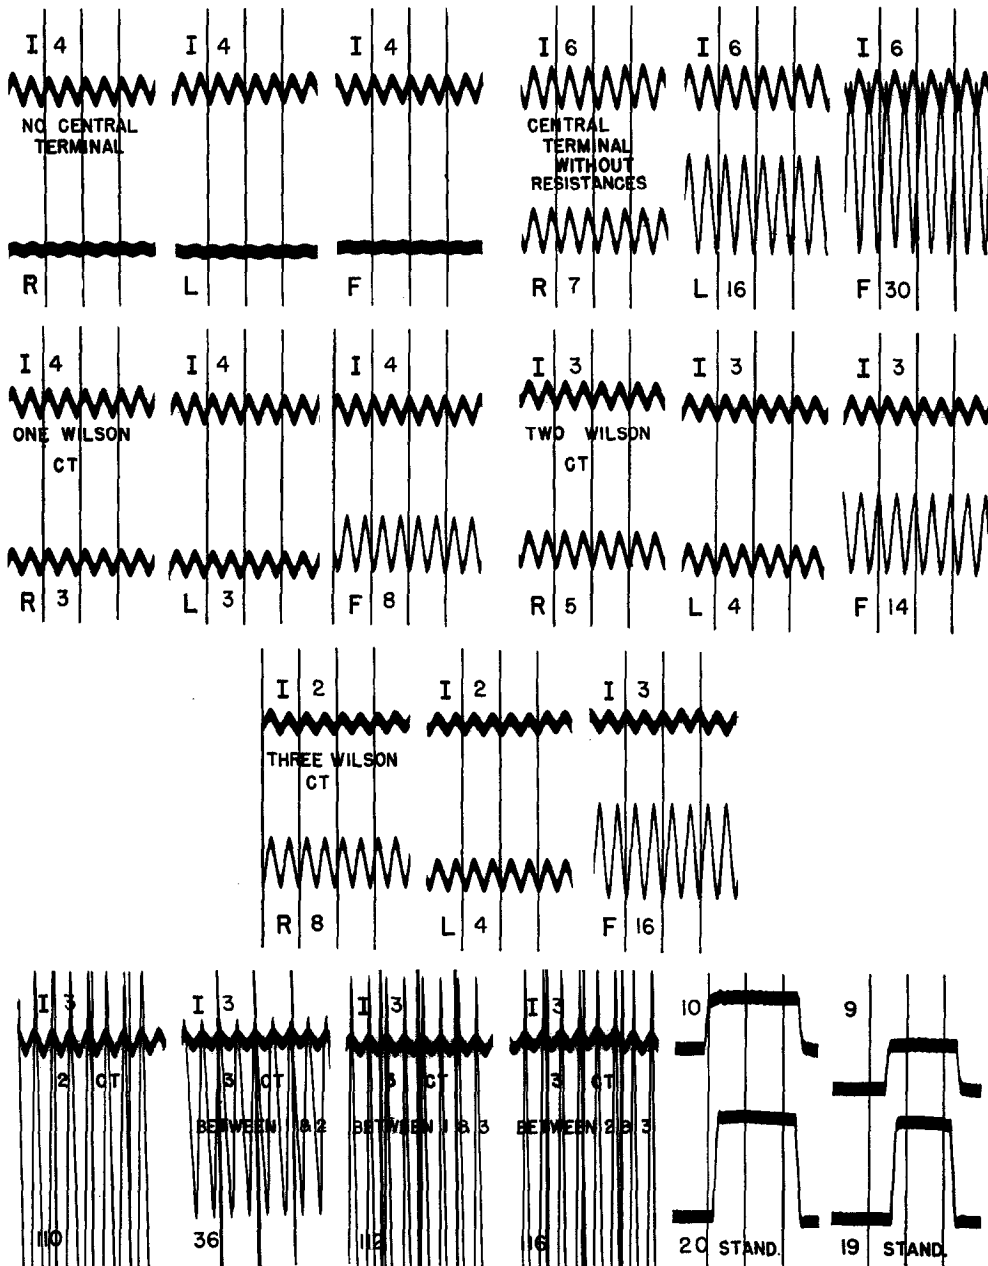 I 4
I 4
I 4
NO CENTRAL
TERMINAL
R
L
F
I 6
I 6
I 6
CENTRAL
TERMINAL
WITHOUT
RESISTANCES
R 7
L 16
F 30
I 4
I 4
I 4
ONE WILSON
CT
R 3
L 3
F 8
I 3
I 3
I 3
TWO WILSON
CT
R 5
L 4
F 14
I 2
I 2
I 3
THREE WILSON
CT
R 8
L 4
F 16
I 3
2 CT
110
I 3
3 CT
BETWEEN 1 & 2
36
I 3
3 CT
BETWEEN 1 & 3
112
I 3
3 CT
BETWEEN 2 & 3
116
10
20 STAND.
9
19 STAND.